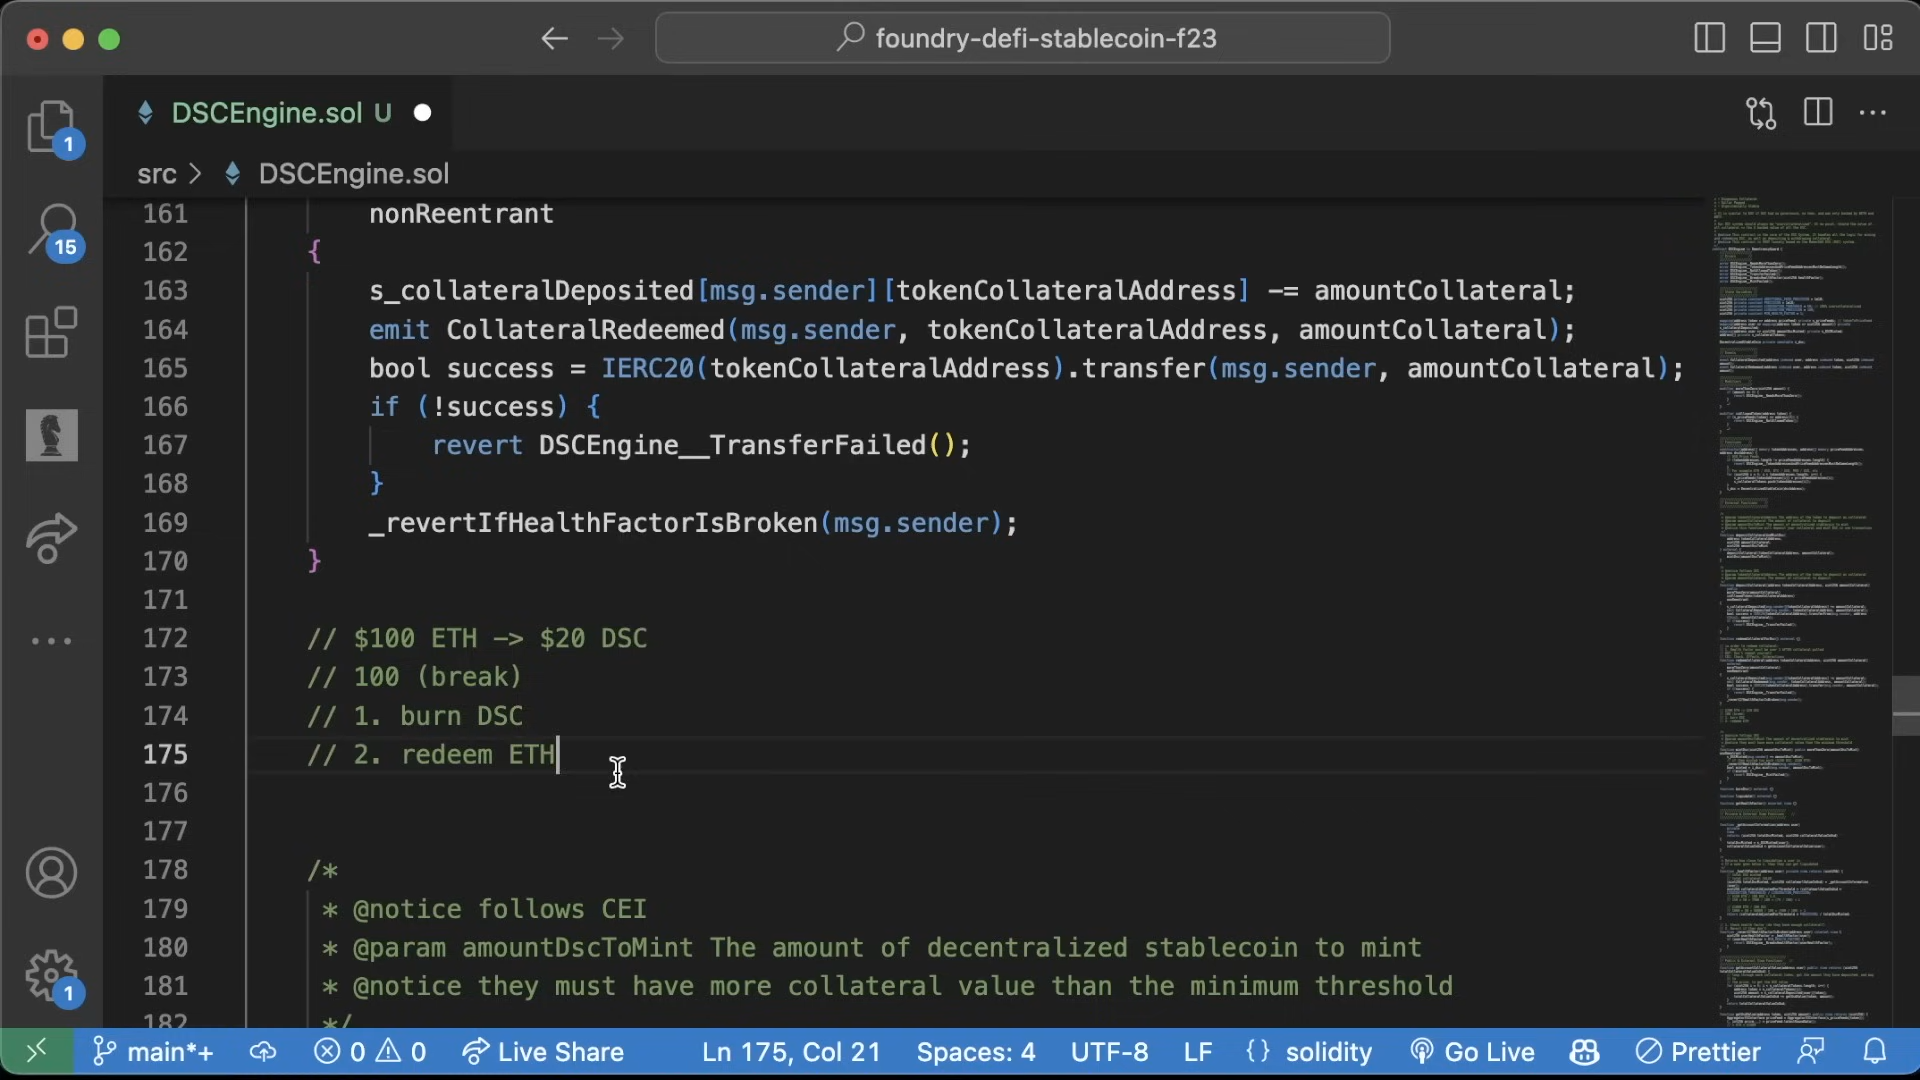 foundry-defi-stablecoin-f23
DSCEngine.sol U
1
src > DSCEngine.sol
15
161 nonReentrant
162 {
163 s_collateralDeposited[msg.sender][tokenCollateralAddress] -= amountCollateral;
164 emit CollateralRedeemed(msg.sender, tokenCollateralAddress, amountCollateral);
165 bool success = IERC20(tokenCollateralAddress).transfer(msg.sender, amountCollateral);
166 if (!success) {
167 revert DSCEngine__TransferFailed();
168 }
169 _revertIfHealthFactorIsBroken(msg.sender);
170 }
171
172 // $100 ETH -> $20 DSC
173 // 100 (break)
174 // 1. burn DSC
175 // 2. redeem ETH
176
177
178 /*
179 * @notice follows CEI
180 * @param amountDscToMint The amount of decentralized stablecoin to mint
181 * @notice they must have more collateral value than the minimum threshold
182 */
1
main*+ 0 0 Live Share Ln 175, Col 21 Spaces: 4 UTF-8 LF {} solidity Go Live Prettier